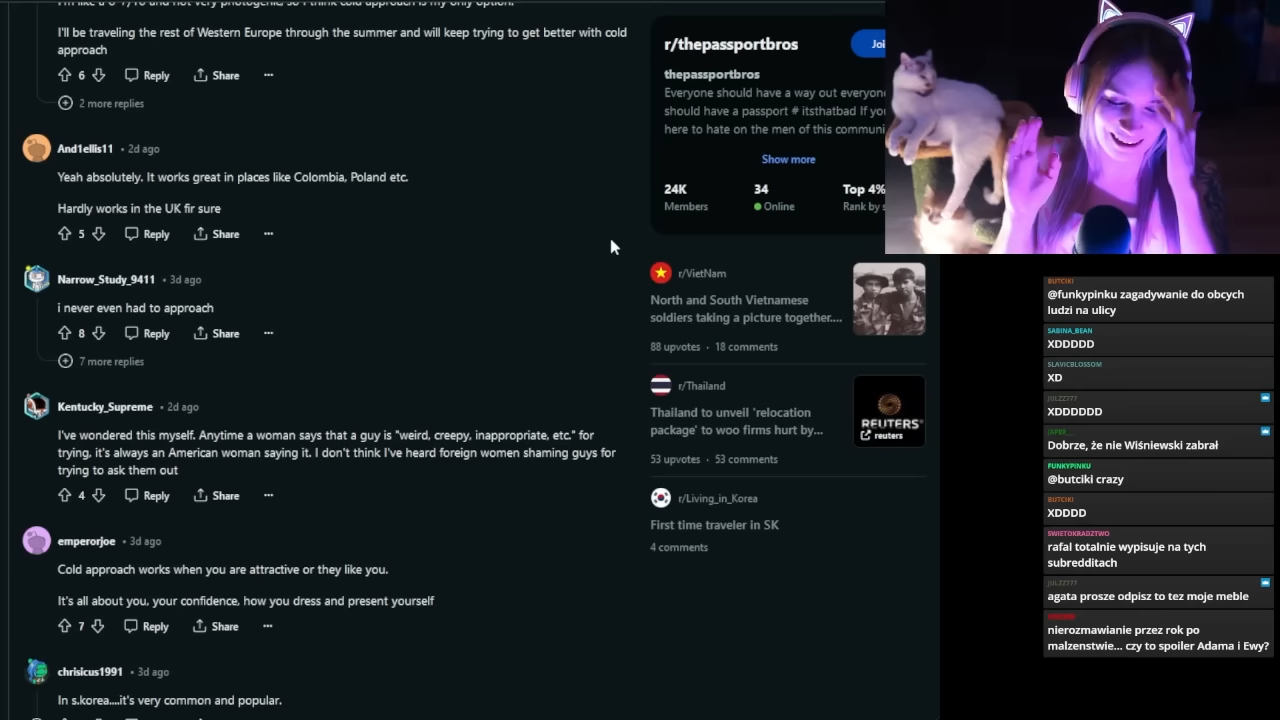 I'll be traveling the rest of Western Europe through the summer and will keep trying to get better with cold
approach
6 Reply Share
2 more replies
And1ellis11 • 2d ago
Yeah absolutely. It works great in places like Colombia, Poland etc.
Hardly works in the UK fir sure
5 Reply Share
Narrow_Study_9411 • 3d ago
i never even had to approach
8 Reply Share
7 more replies
Kentucky_Supreme • 2d ago
I've wondered this myself. Anytime a woman says that a guy is "weird, creepy, inappropriate, etc." for
trying, it's always an American woman saying it. I don't think I've heard foreign women shaming guys for
trying to ask them out
4 Reply Share
emperorjoe • 3d ago
Cold approach works when you are attractive or they like you.
It's all about you, your confidence, how you dress and present yourself
7 Reply Share
chrisicus1991 • 3d ago
In s.korea....it's very common and popular.
r/thepassportbros
Joi
thepassportbros
Everyone should have a way out everyone
should have a passport # itsthatbad If you
here to hate on the men of this communi
Show more
24K 34 Top 4%
Members Online Rank by s
r/VietNam
North and South Vietnamese
soldiers taking a picture together....
88 upvotes • 18 comments
r/Thailand
Thailand to unveil 'relocation
package' to woo firms hurt by...
REUTERS
reuters
53 upvotes • 53 comments
r/Living_in_Korea
First time traveler in SK
4 comments
BUTCIKI
@funkypinku zagadywanie do obcych
ludzi na ulicy
SABINA_BEAN
XDDDDD
SLAVICBLOSSOM
XD
JULZZ777
XDDDDDD
Dobrze, że nie Wiśniewski zabrał
FUNKYPINKU
@butciki crazy
BUTCIKI
XDDDD
SWIETOKRADZTWO
rafal totalnie wypisuje na tych
subredditach
JULZZ777
agata prosze odpisz to tez moje meble
nierozmawianie przez rok po
malzenstwie... czy to spoiler Adama i Ewy?